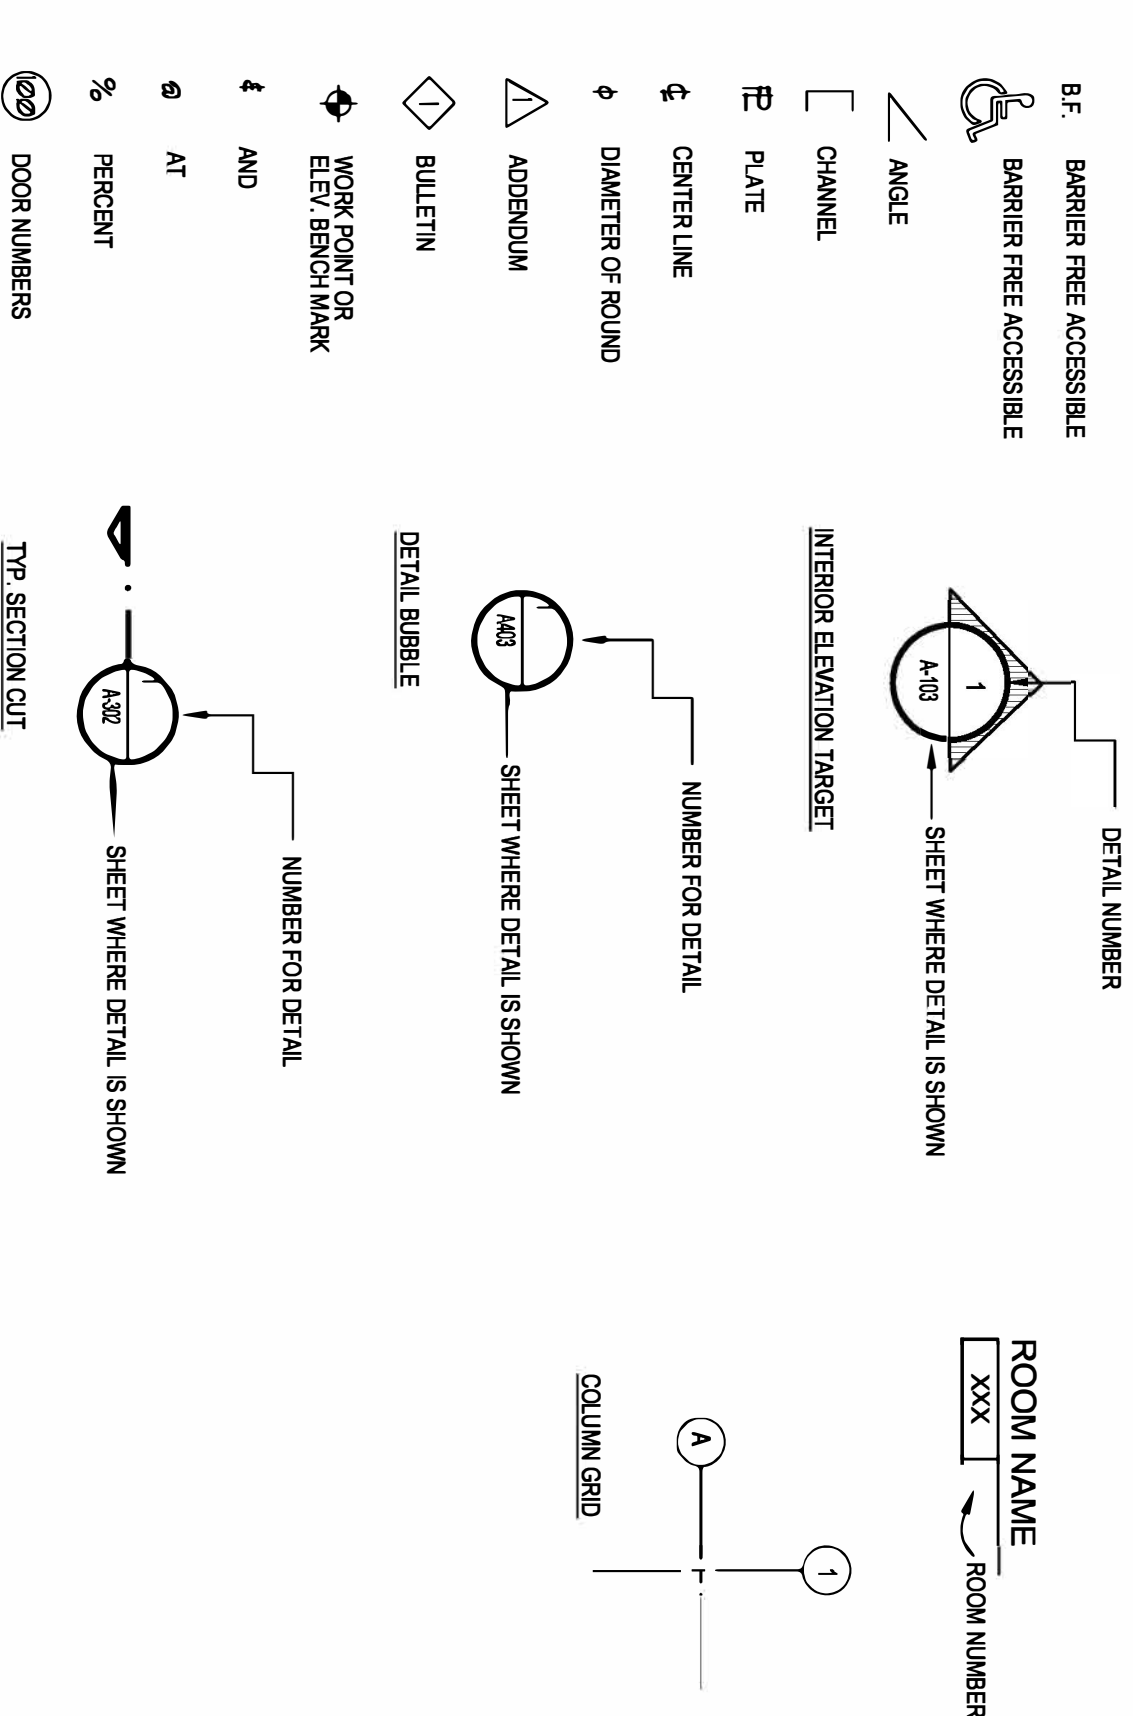 B.F. BARRIER FREE ACCESSIBLE
BARRIER FREE ACCESSIBLE
ANGLE
CHANNEL
PLATE
CENTER LINE
DIAMETER OF ROUND
1 ADDENDUM
1 BULLETIN
WORK POINT OR
ELEV. BENCH MARK
& AND
@ AT
% PERCENT
100 DOOR NUMBERS
DETAIL NUMBER
1
A-103
SHEET WHERE DETAIL IS SHOWN
INTERIOR ELEVATION TARGET
NUMBER FOR DETAIL
1
A403
SHEET WHERE DETAIL IS SHOWN
DETAIL BUBBLE
NUMBER FOR DETAIL
1
A-302
SHEET WHERE DETAIL IS SHOWN
TYP. SECTION CUT
ROOM NAME
XXX
ROOM NUMBER
1
A
COLUMN GRID